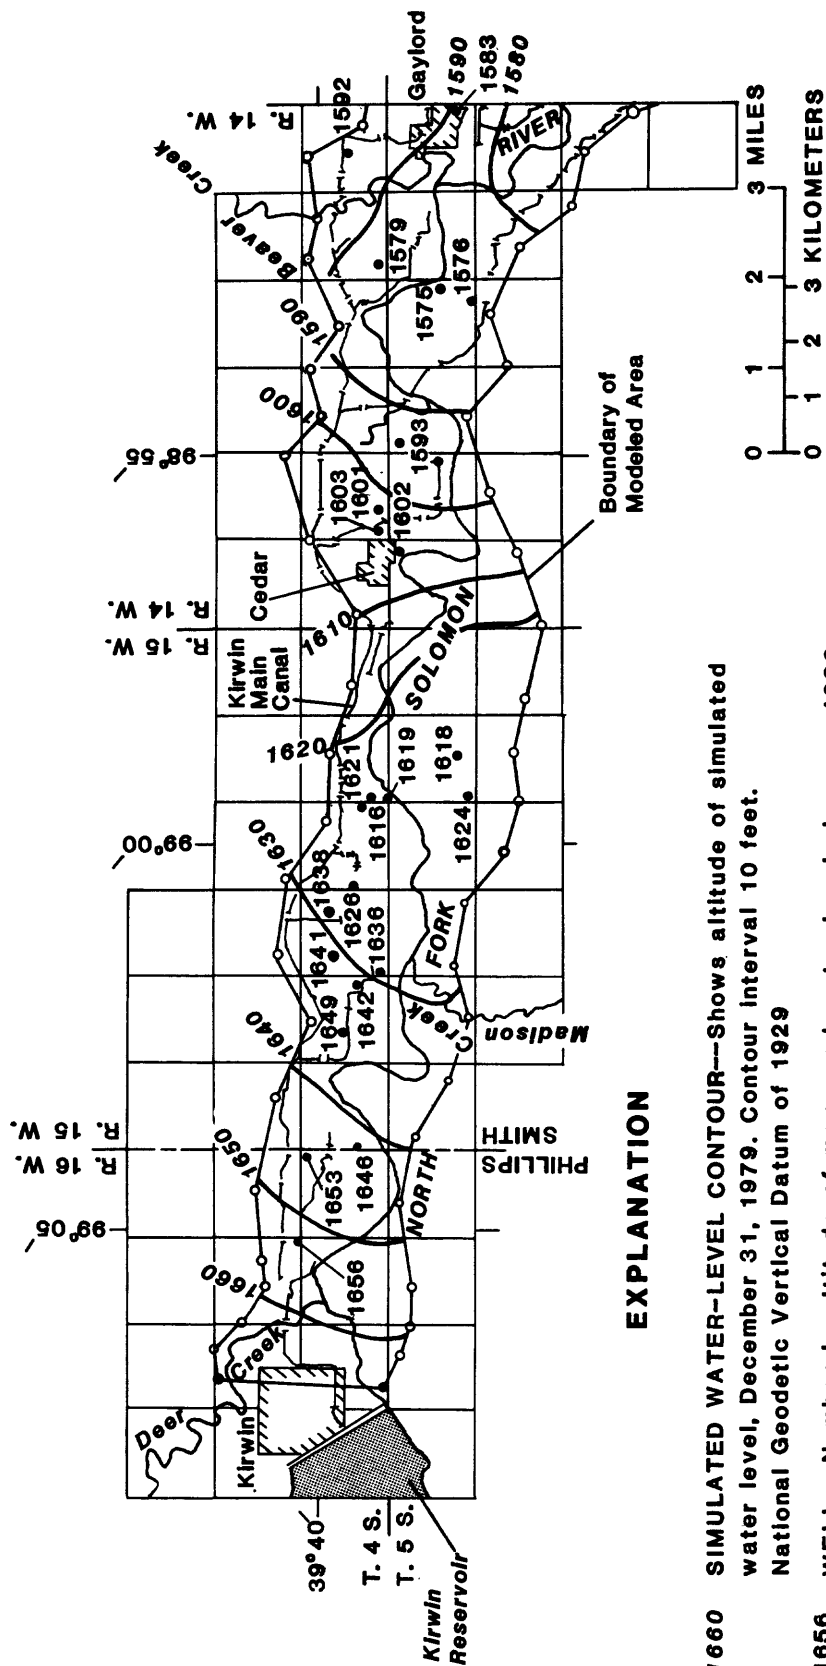 R. 16 W.
R. 15 W.
R. 15 W.
R. 14 W.
R. 14 W.
99°05'
99°00'
98°55'
Deer
Creek
Kirwin
1660
1650
1640
1630
1620
Kirwin
Main
Canal
1610
Cedar
1600
1590
Beaver
Creek
39°40'
T. 4 S.
T. 5 S.
Kirwin
Reservoir
1656
1653
1646
1649
1642
1641
1636
1638
1626
1621
1616
1619
1618
1624
1603
1601
1602
1593
1579
1575
1576
1592
Gaylord
1590
1583
1580
NORTH
FORK
SOLOMON
RIVER
PHILLIPS
SMITH
Madison
Creek
Boundary of
Modeled Area
0 1 2 3 MILES
0 1 2 3 KILOMETERS
EXPLANATION
1660 SIMULATED WATER-LEVEL CONTOUR--Shows altitude of simulated
water level, December 31, 1979. Contour interval 10 feet.
National Geodetic Vertical Datum of 1929
1656